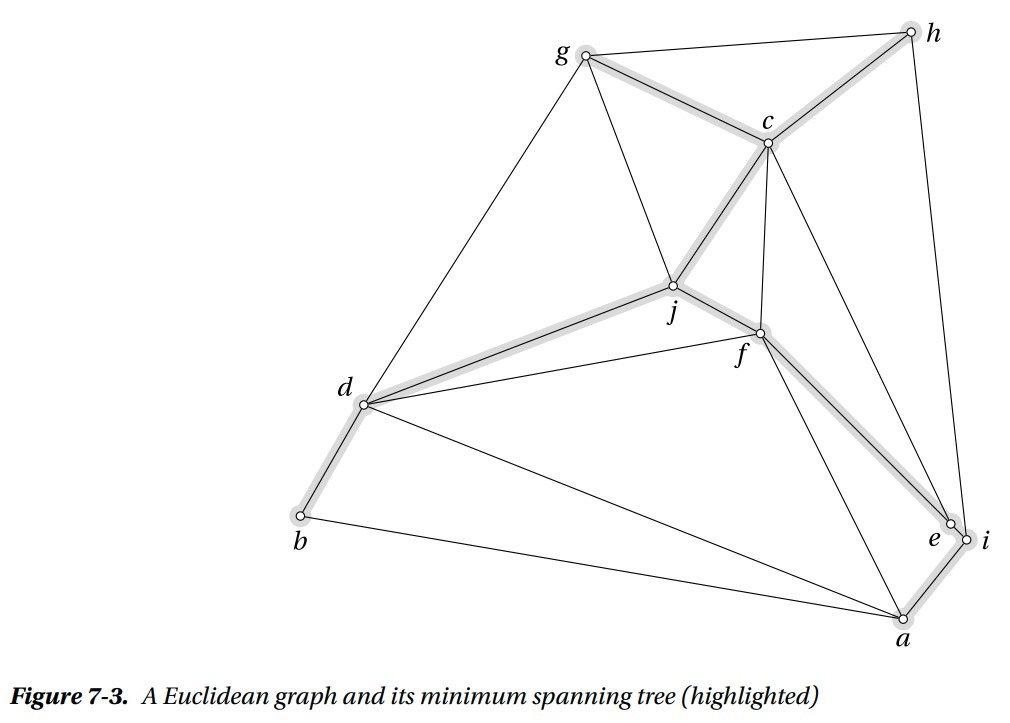 h
g
c
j
f
d
b
e
i
a
Figure 7-3. A Euclidean graph and its minimum spanning tree (highlighted)